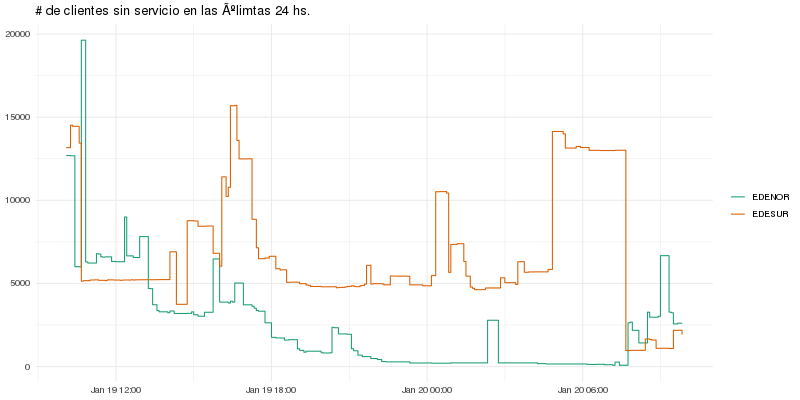 # de clientes sin servicio en las Ãºlimtas 24 hs.
20000
15000
10000
5000
0
Jan 19 12:00 Jan 19 18:00 Jan 20 00:00 Jan 20 06:00
EDENOR
EDESUR